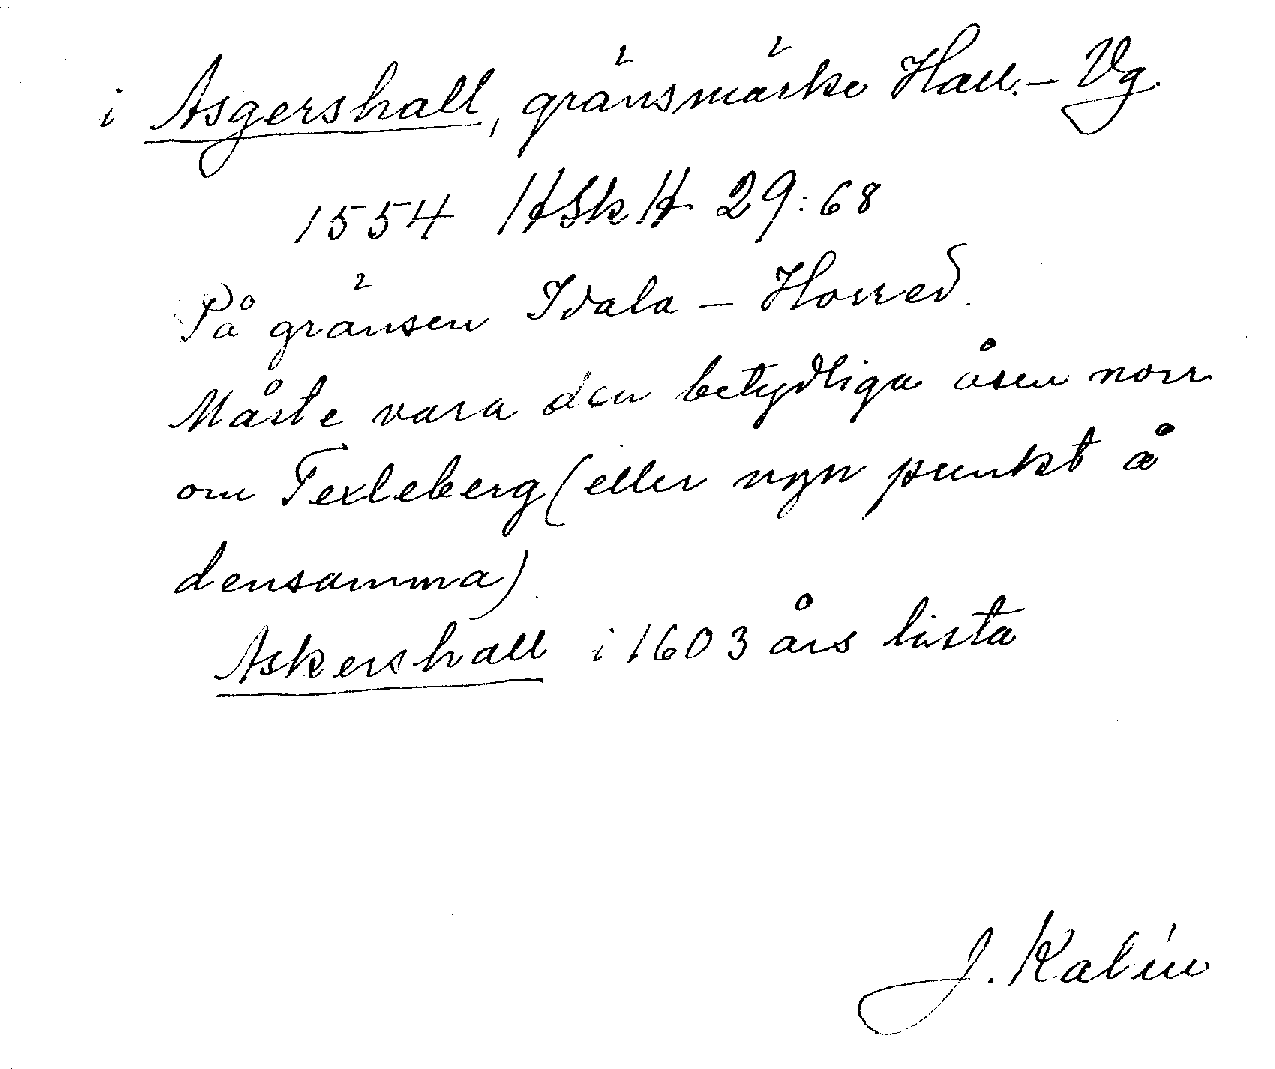 i Asgershall, gränsmärke Hall.– Vg.
1554 HSkH 29:68
På gränsen Idala – Horred.
Måste vara den betydliga åsen norr
om Texleberg (eller ngn punkt å
densamma)
Askershall i 1603 års lista
J. Kalén